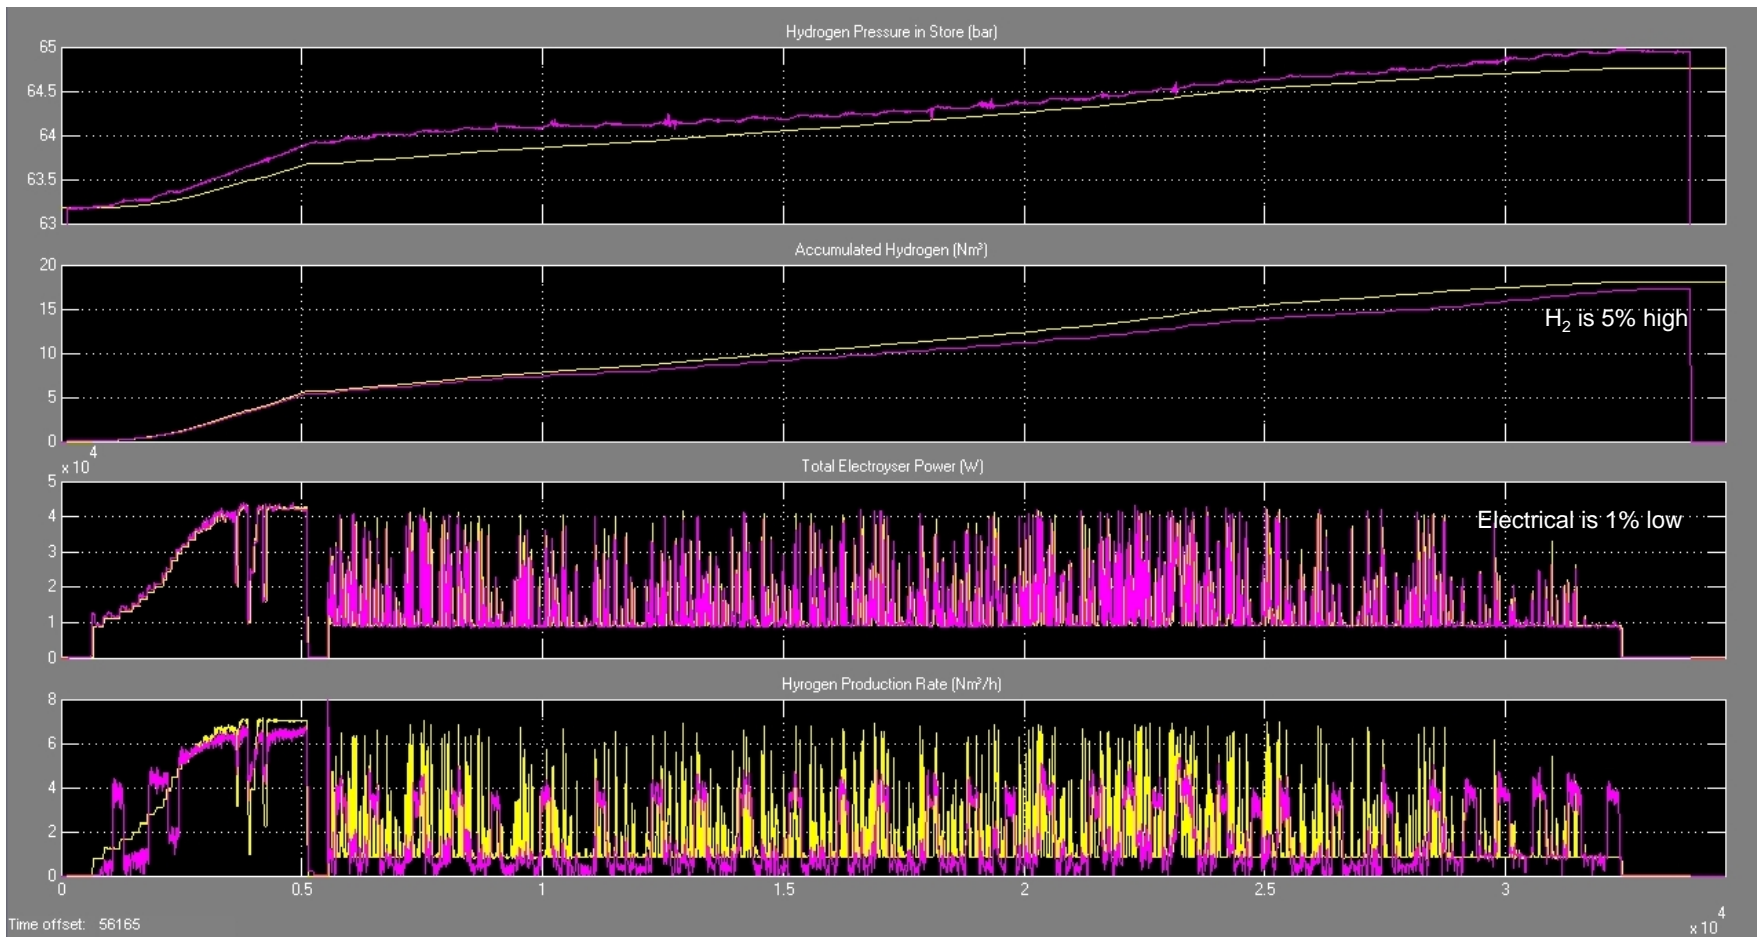 Hydrogen Pressure in Store (bar)
65
64.5
64
63.5
63
Accumulated Hydrogen (Nm³)
20
15
10
5
0
H₂ is 5% high
x 10⁴
Total Electroyser Power (W)
5
4
3
2
1
0
Electrical is 1% low
Hyrogen Production Rate (Nm³/h)
8
6
4
2
0
0 0.5 1 1.5 2 2.5 3
x 10⁴
Time offset: 56165